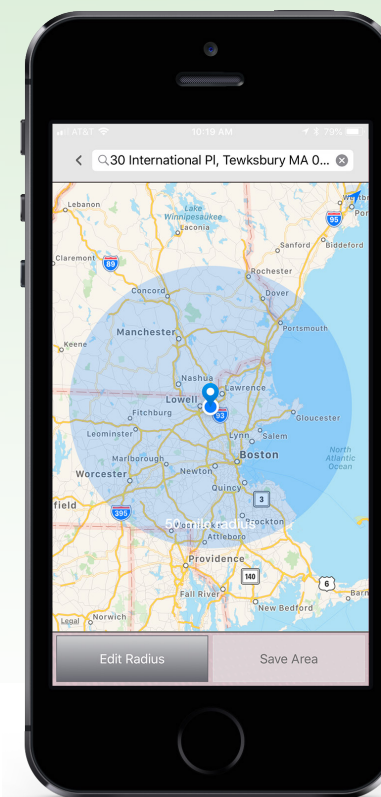 AT&T 10:19 AM 79%
30 International Pl, Tewksbury MA 0...
Lebanon
Lake
Winnipesaukee
Laconia
95
Sanford
Biddeford
Claremont
89
Rochester
Concord
Dover
Manchester
Portsmouth
Keene
Nashua
Lawrence
Lowell
93
Fitchburg
Gloucester
Leominster
Lynn
Salem
Marlborough
Boston
North
Atlantic
Ocean
Worcester
Newton
Quincy
3
field
395
50 mile radius
Brockton
Attleboro
Providence
140
6
Fall River
Barn
New Bedford
Legal
Norwich
Edit Radius
Save Area